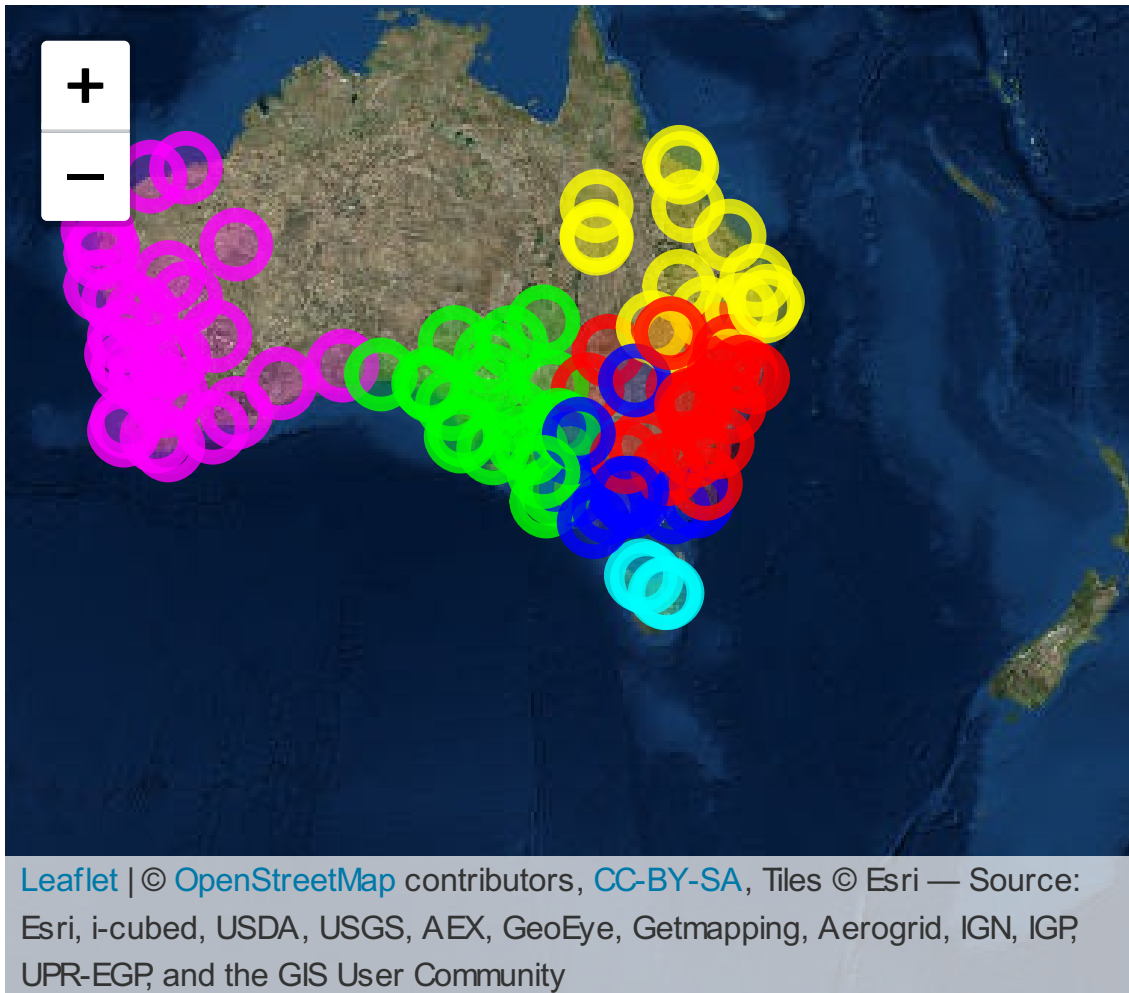 +
−
Leaflet | © OpenStreetMap contributors, CC-BY-SA, Tiles © Esri — Source:
Esri, i-cubed, USDA, USGS, AEX, GeoEye, Getmapping, Aerogrid, IGN, IGP,
UPR-EGP, and the GIS User Community